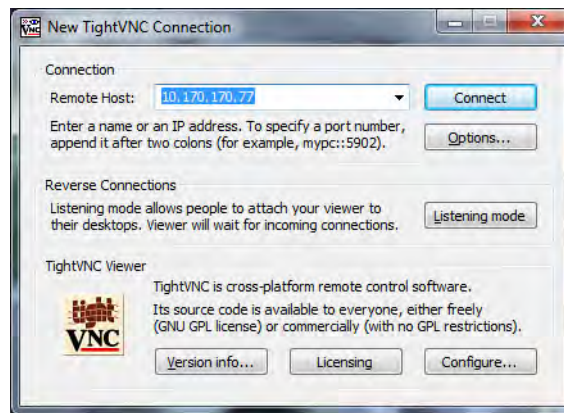 New TightVNC Connection
Connection
Remote Host: 10.170.170.77 Connect
Enter a name or an IP address. To specify a port number,
append it after two colons (for example, mypc::5902). Options...
Reverse Connections
Listening mode allows people to attach your viewer to
their desktops. Viewer will wait for incoming connections. Listening mode
TightVNC Viewer
TightVNC is cross-platform remote control software.
Its source code is available to everyone, either freely
(GNU GPL license) or commercially (with no GPL restrictions).
tight
VNC
Version info... Licensing Configure...